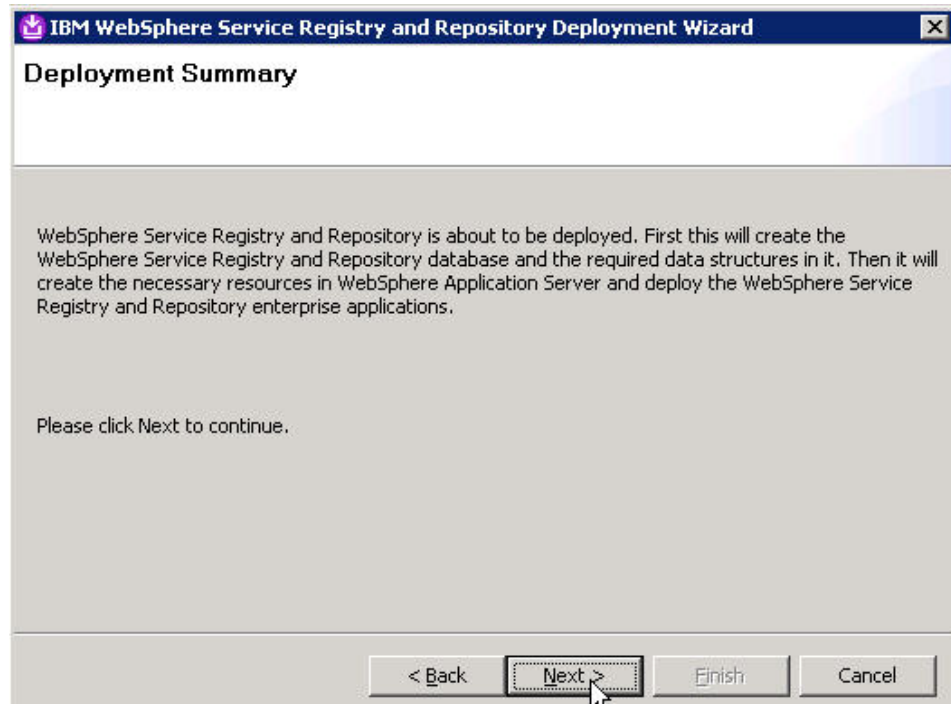 IBM WebSphere Service Registry and Repository Deployment Wizard
Deployment Summary
WebSphere Service Registry and Repository is about to be deployed. First this will create the
WebSphere Service Registry and Repository database and the required data structures in it. Then it will
create the necessary resources in WebSphere Application Server and deploy the WebSphere Service
Registry and Repository enterprise applications.
Please click Next to continue.
< Back Next > Finish Cancel